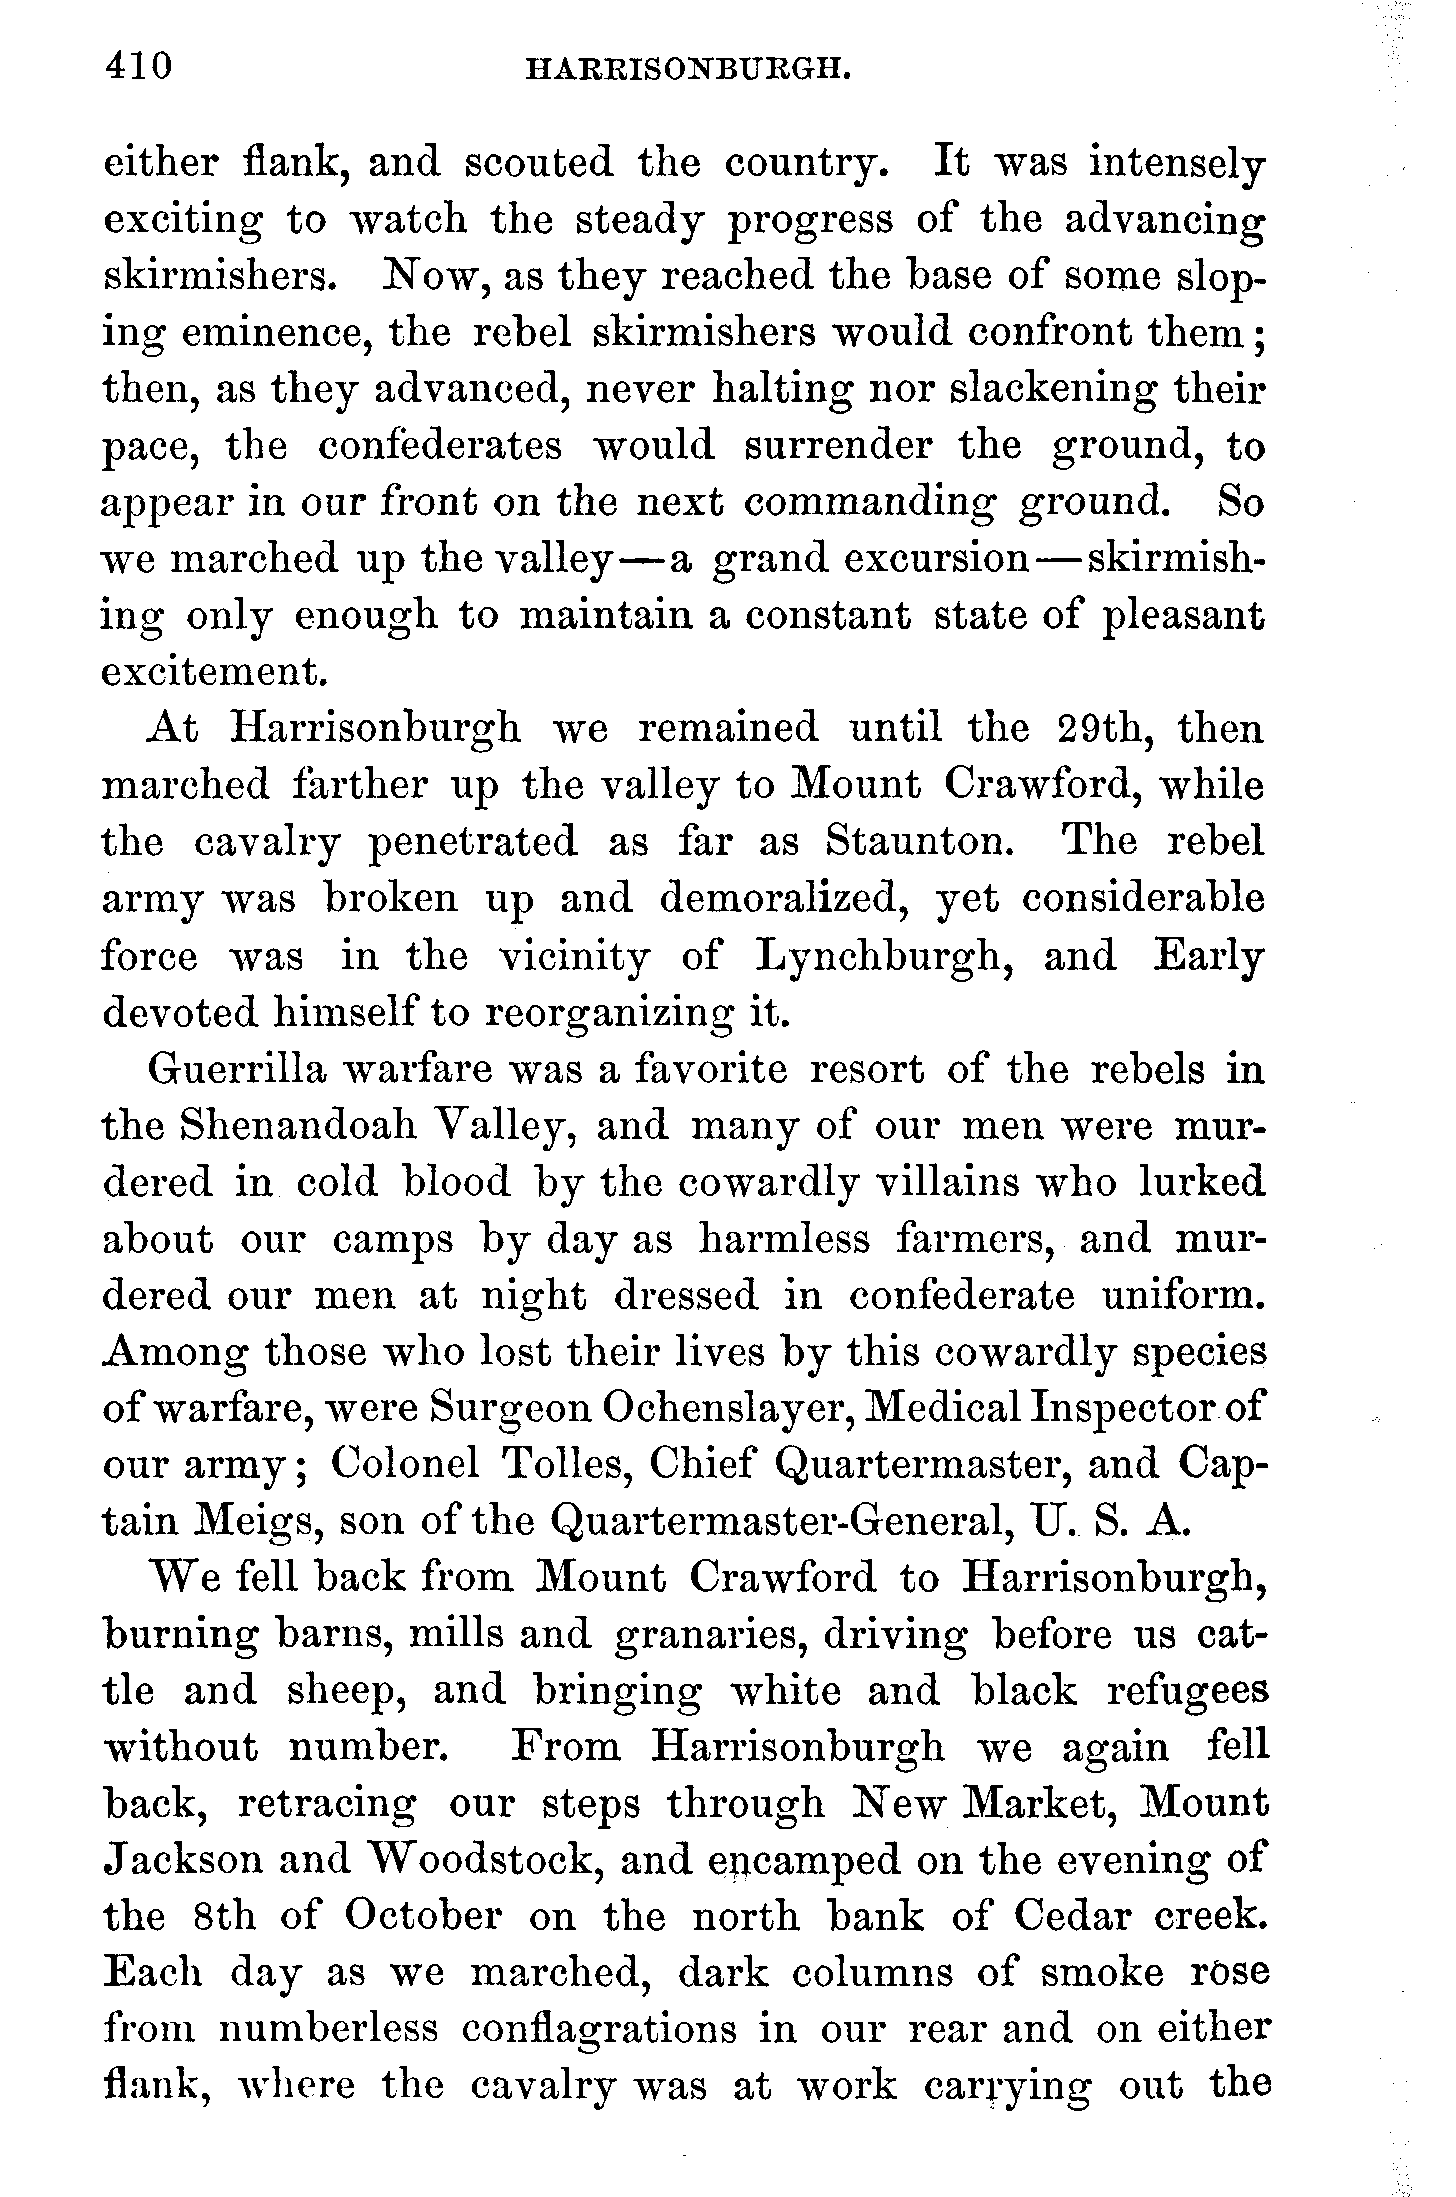 410 HARRISONBURGH.
either flank, and scouted the country. It was intensely
exciting to watch the steady progress of the advancing
skirmishers. Now, as they reached the base of some slop-
ing eminence, the rebel skirmishers would confront them;
then, as they advanced, never halting nor slackening their
pace, the confederates would surrender the ground, to
appear in our front on the next commanding ground. So
we marched up the valley—a grand excursion—skirmish-
ing only enough to maintain a constant state of pleasant
excitement.
At Harrisonburgh we remained until the 29th, then
marched farther up the valley to Mount Crawford, while
the cavalry penetrated as far as Staunton. The rebel
army was broken up and demoralized, yet considerable
force was in the vicinity of Lynchburgh, and Early
devoted himself to reorganizing it.
Guerrilla warfare was a favorite resort of the rebels in
the Shenandoah Valley, and many of our men were mur-
dered in cold blood by the cowardly villains who lurked
about our camps by day as harmless farmers, and mur-
dered our men at night dressed in confederate uniform.
Among those who lost their lives by this cowardly species
of warfare, were Surgeon Ochenslayer, Medical Inspector of
our army; Colonel Tolles, Chief Quartermaster, and Cap-
tain Meigs, son of the Quartermaster-General, U. S. A.
We fell back from Mount Crawford to Harrisonburgh,
burning barns, mills and granaries, driving before us cat-
tle and sheep, and bringing white and black refugees
without number. From Harrisonburgh we again fell
back, retracing our steps through New Market, Mount
Jackson and Woodstock, and encamped on the evening of
the 8th of October on the north bank of Cedar creek.
Each day as we marched, dark columns of smoke rose
from numberless conflagrations in our rear and on either
flank, where the cavalry was at work carrying out the